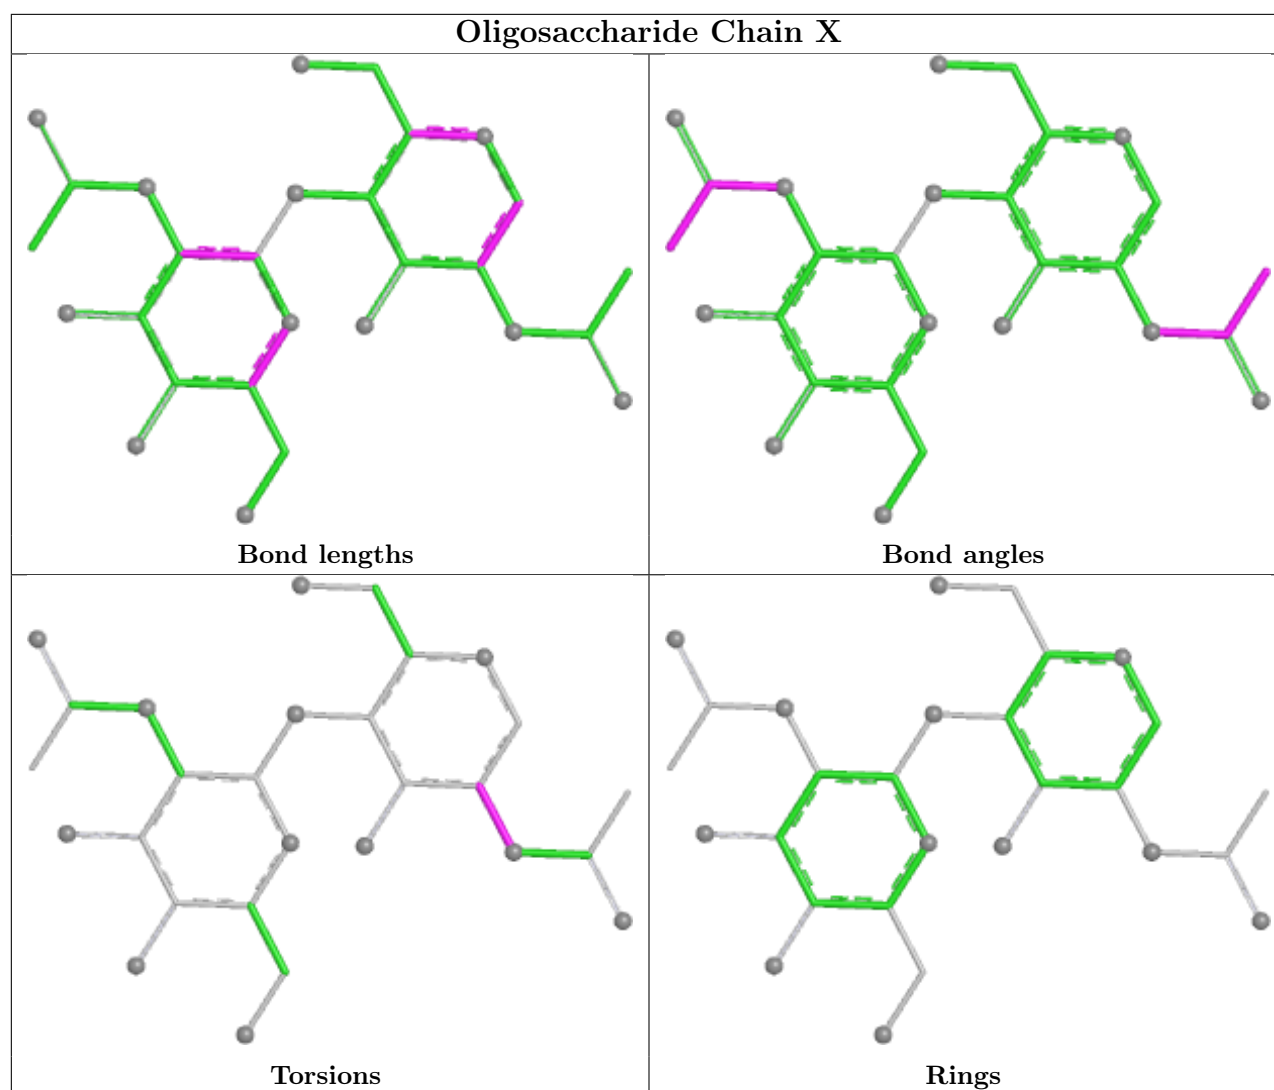 Oligosaccharide Chain X
Bond lengths
Bond angles
Torsions
Rings